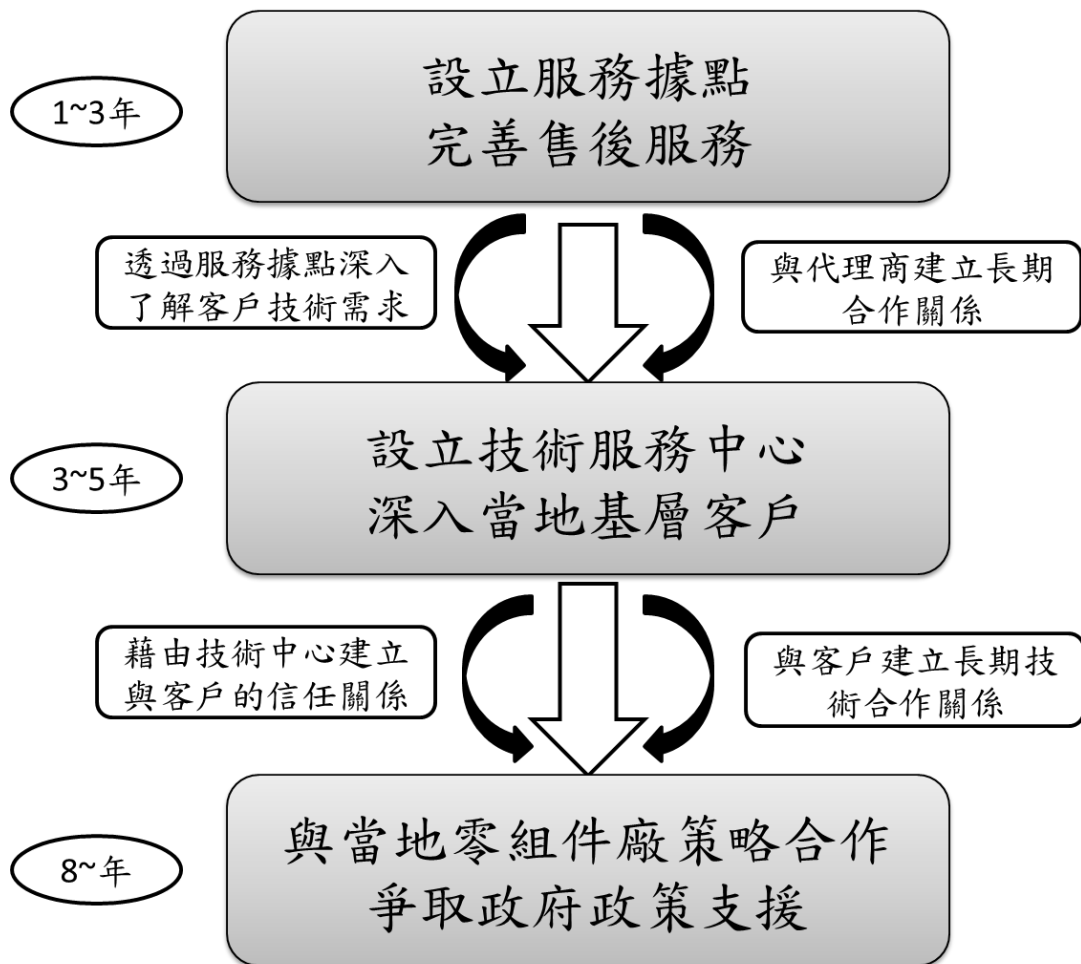 1~3年
設立服務據點
完善售後服務
透過服務據點深入
了解客戶技術需求
與代理商建立長期
合作關係
3~5年
設立技術服務中心
深入當地基層客戶
藉由技術中心建立
與客戶的信任關係
與客戶建立長期技
術合作關係
8~年
與當地零組件廠策略合作
爭取政府政策支援